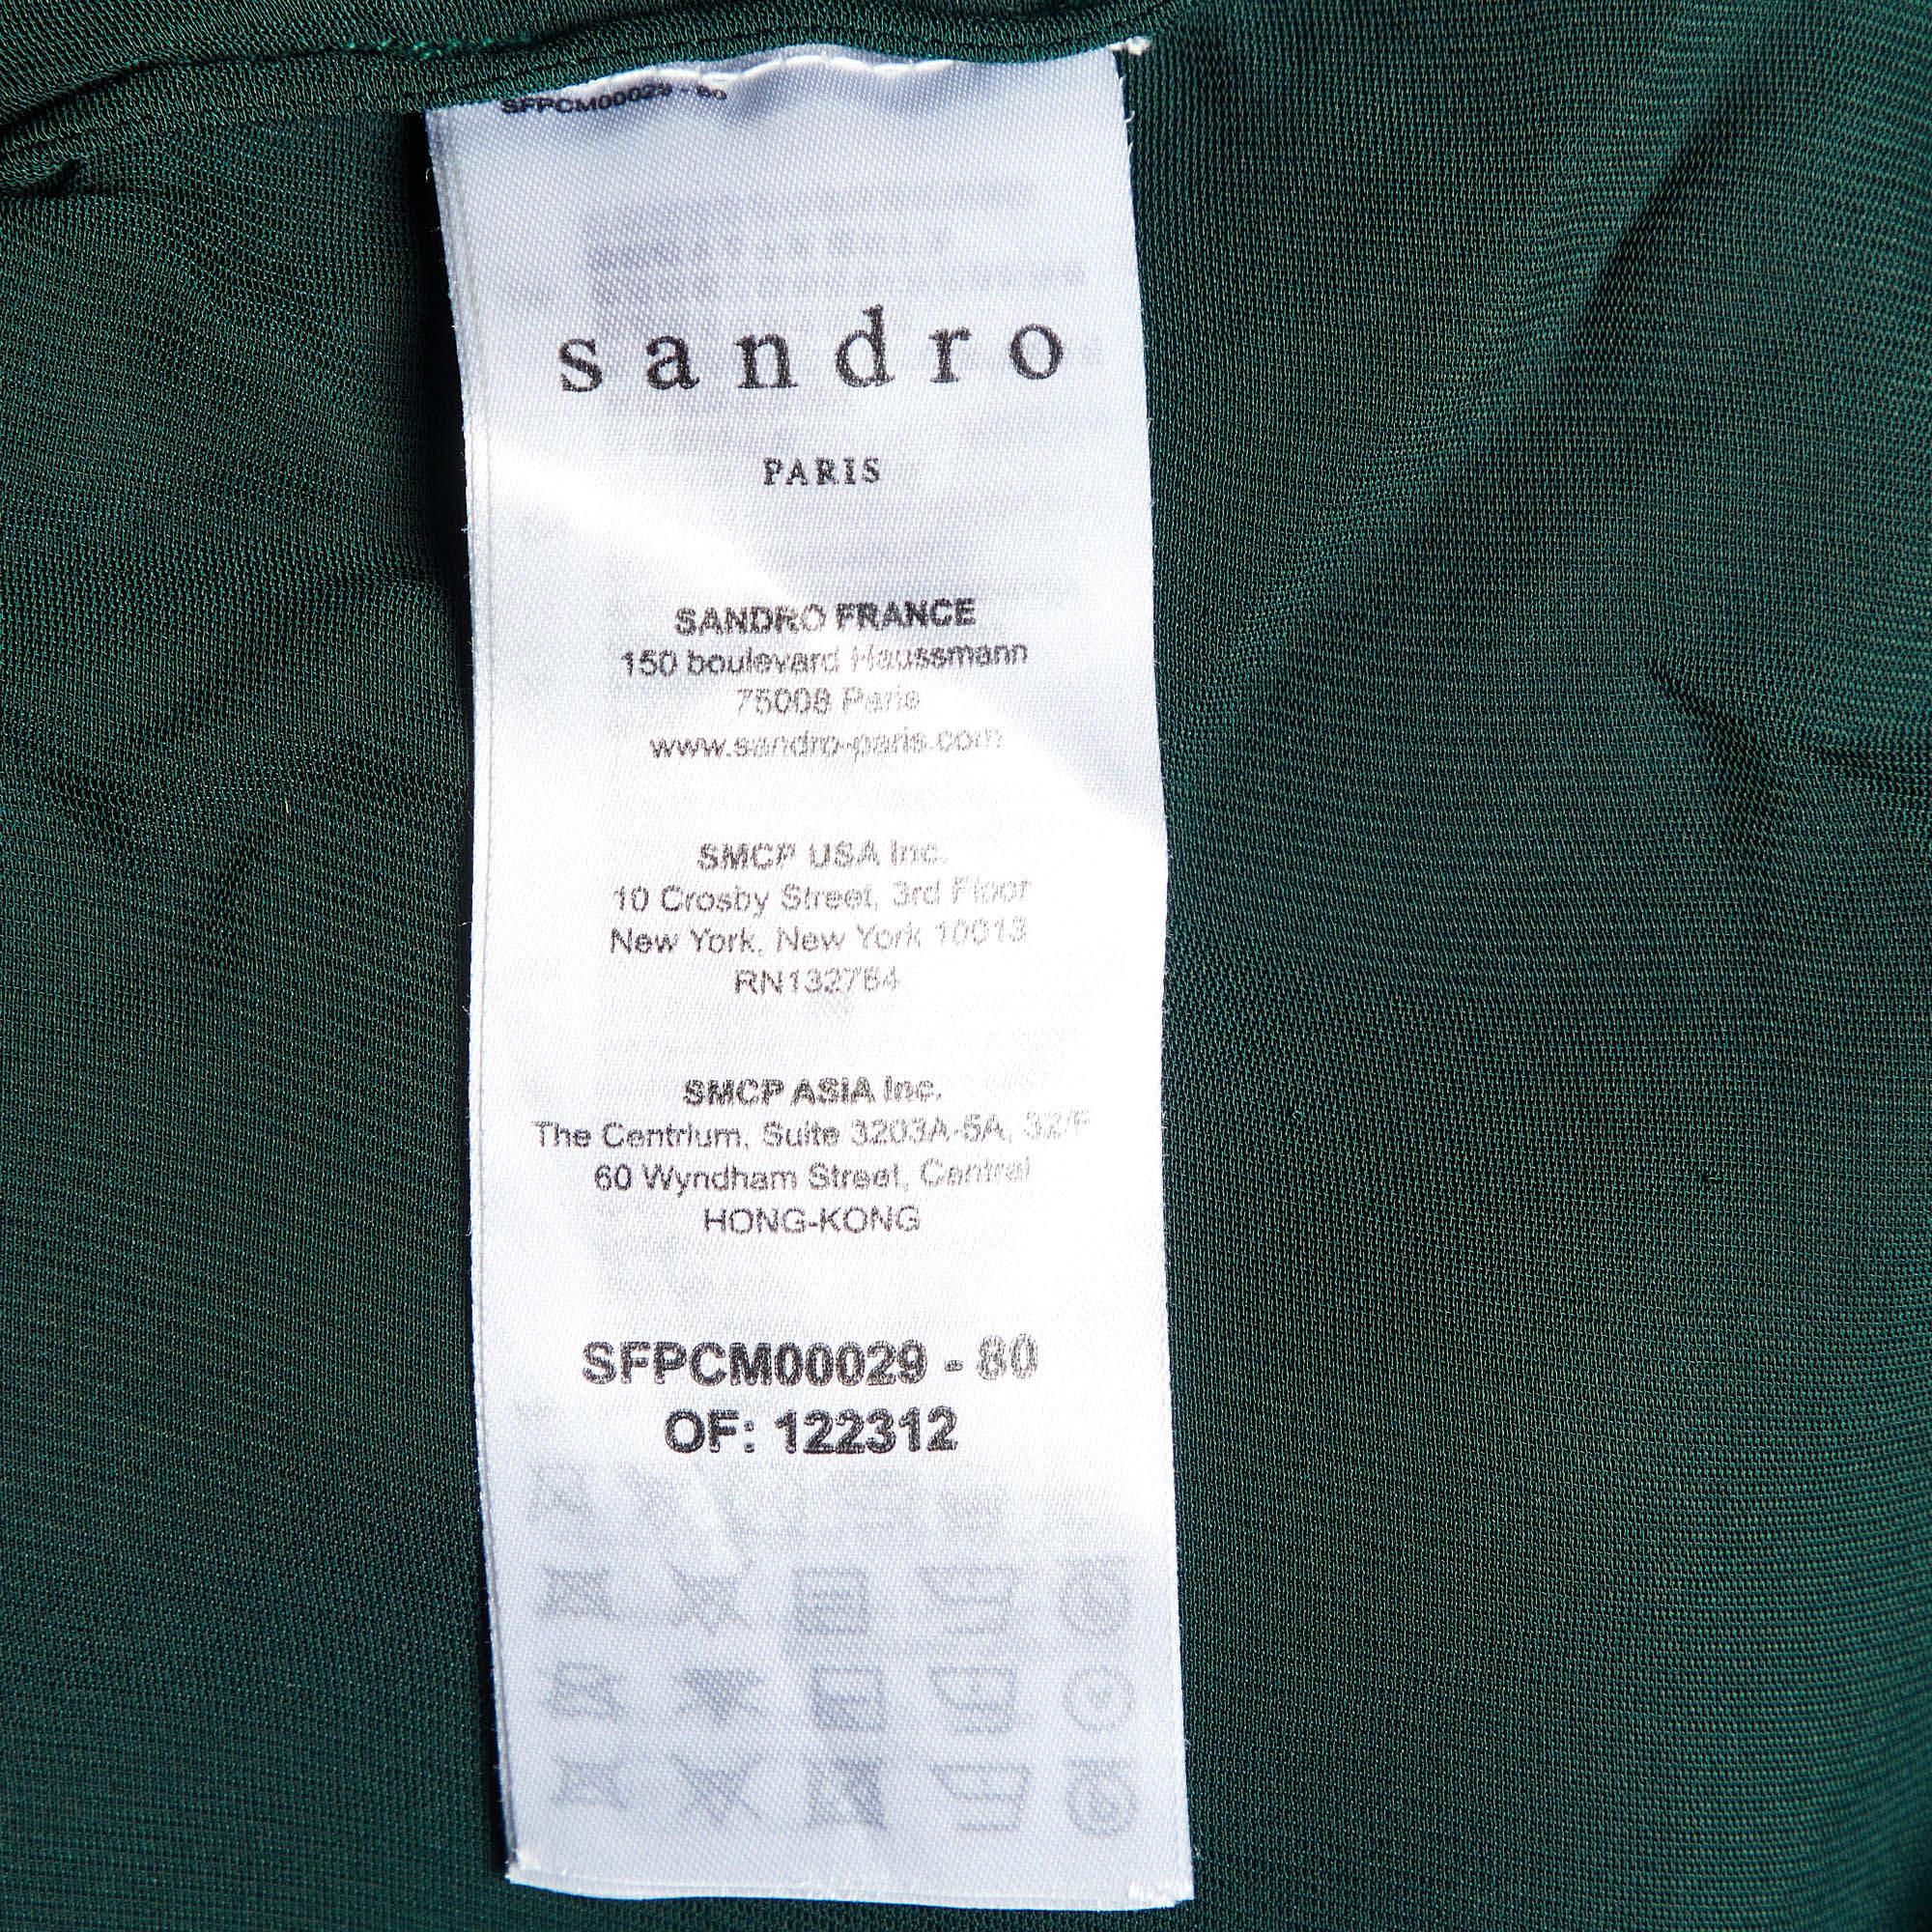 SFPCM00029 - 80
sandro
PARIS
SANDRO FRANCE
150 boulevard Haussmann
75008 Paris
www.sandro-paris.com
SMCP USA Inc.
10 Crosby Street, 3rd Floor
New York, New York 10013
RN132764
SMCP ASIA Inc.
The Centrium, Suite 3203A-5A, 32/F
60 Wyndham Street, Central
HONG-KONG
SFPCM00029 - 80
OF: 122312